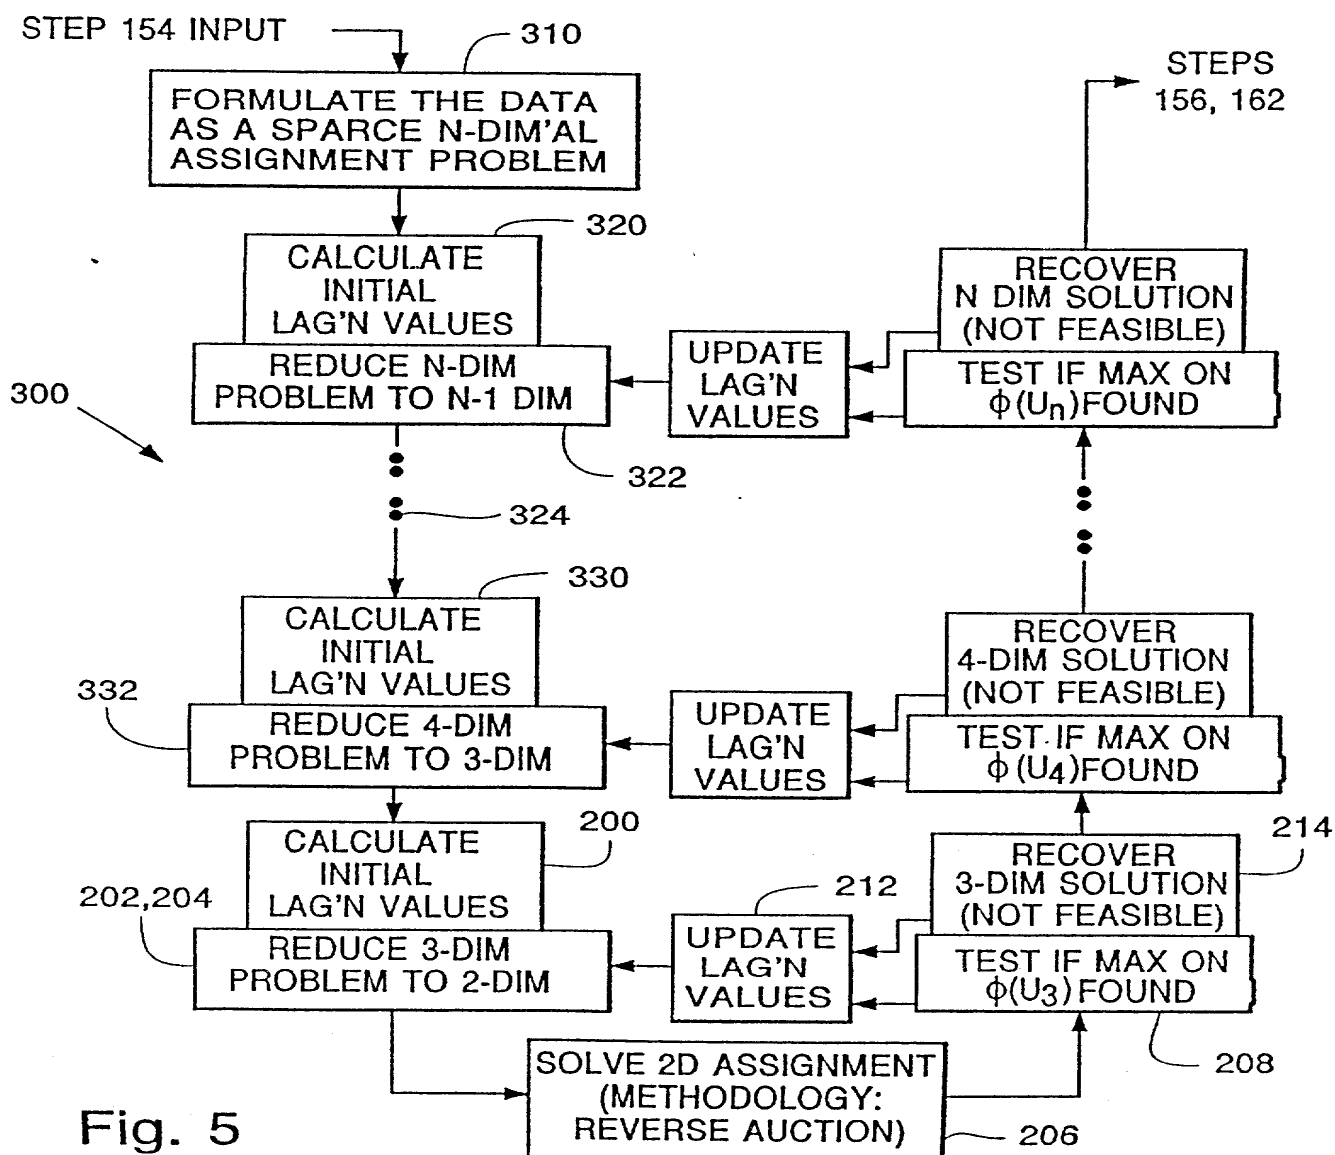 STEP 154 INPUT
310
FORMULATE THE DATA
AS A SPARCE N-DIM'AL
ASSIGNMENT PROBLEM
320
CALCULATE
INITIAL
LAG'N VALUES
REDUCE N-DIM
PROBLEM TO N-1 DIM
322
300
324
330
CALCULATE
INITIAL
LAG'N VALUES
332
REDUCE 4-DIM
PROBLEM TO 3-DIM
200
CALCULATE
INITIAL
LAG'N VALUES
202,204
REDUCE 3-DIM
PROBLEM TO 2-DIM
SOLVE 2D ASSIGNMENT
(METHODOLOGY:
REVERSE AUCTION)
206
UPDATE
LAG'N
VALUES
UPDATE
LAG'N
VALUES
212
UPDATE
LAG'N
VALUES
STEPS
156, 162
RECOVER
N DIM SOLUTION
(NOT FEASIBLE)
TEST IF MAX ON
ϕ(Un)FOUND
RECOVER
4-DIM SOLUTION
(NOT FEASIBLE)
TEST IF MAX ON
ϕ(U4)FOUND
214
RECOVER
3-DIM SOLUTION
(NOT FEASIBLE)
TEST IF MAX ON
ϕ(U3)FOUND
208
Fig. 5